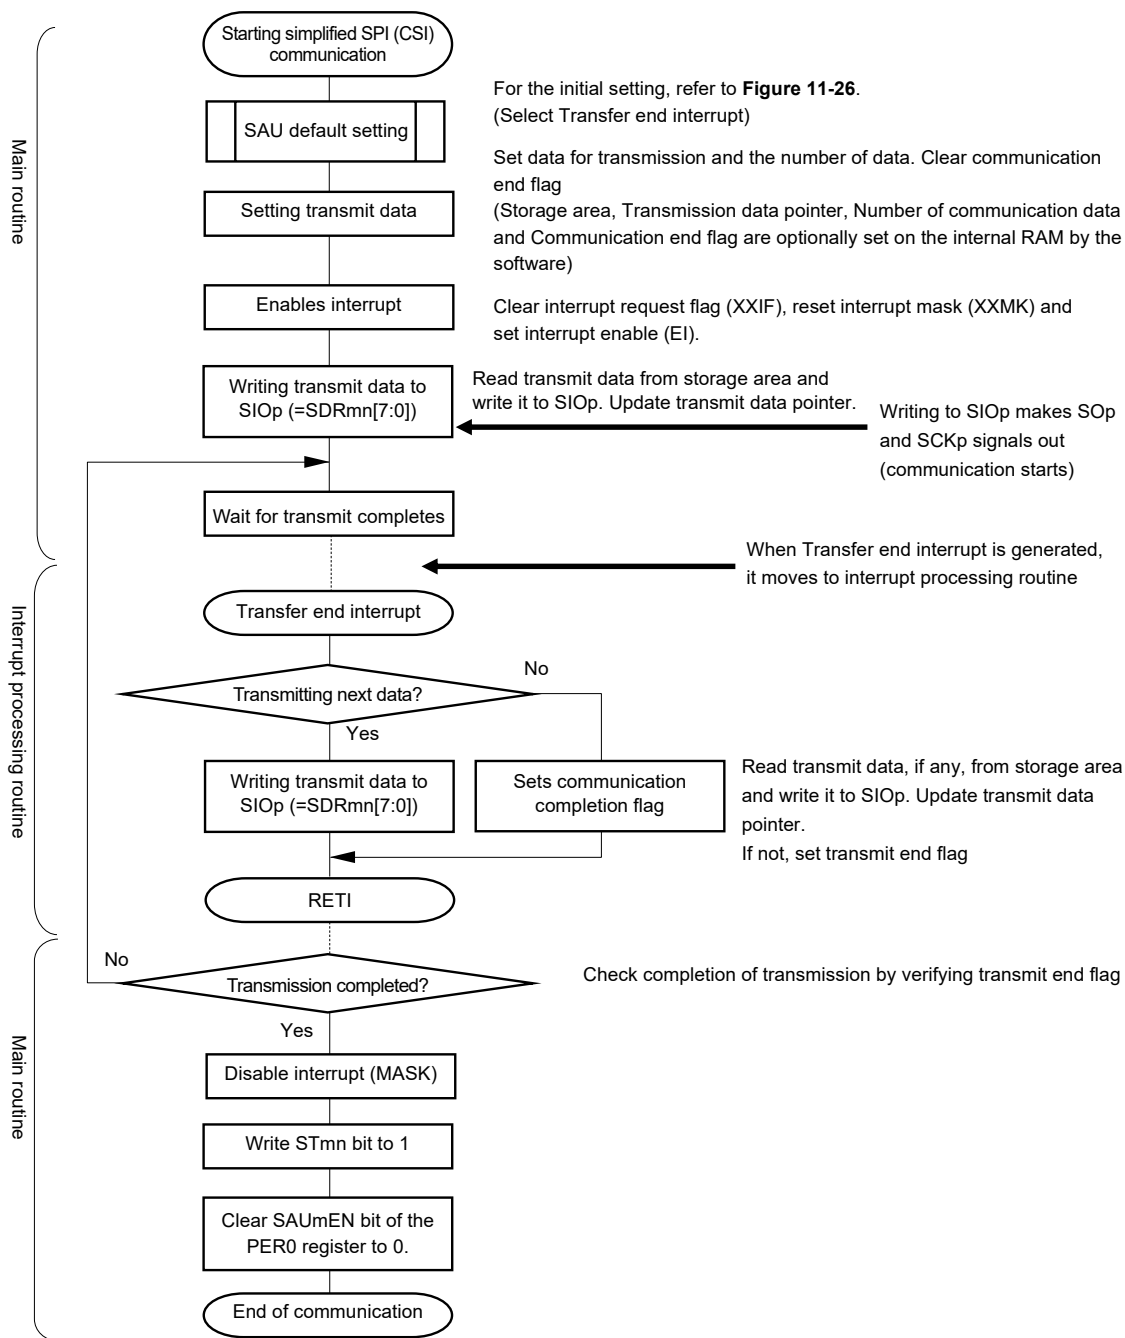 Starting simplified SPI (CSI)
communication
For the initial setting, refer to Figure 11-26.
(Select Transfer end interrupt)
SAU default setting
Main routine
Set data for transmission and the number of data. Clear communication
end flag
(Storage area, Transmission data pointer, Number of communication data
and Communication end flag are optionally set on the internal RAM by the
software)
Setting transmit data
Enables interrupt
Clear interrupt request flag (XXIF), reset interrupt mask (XXMK) and
set interrupt enable (EI).
Writing transmit data to
SIOp (=SDRmn[7:0])
Read transmit data from storage area and
write it to SIOp. Update transmit data pointer.
Writing to SIOp makes SOp
and SCKp signals out
(communication starts)
Wait for transmit completes
When Transfer end interrupt is generated,
it moves to interrupt processing routine
Transfer end interrupt
Interrupt processing routine
No
Transmitting next data?
Yes
Writing transmit data to
SIOp (=SDRmn[7:0])
Sets communication
completion flag
Read transmit data, if any, from storage area
and write it to SIOp. Update transmit data
pointer.
If not, set transmit end flag
RETI
No
Transmission completed?
Check completion of transmission by verifying transmit end flag
Yes
Main routine
Disable interrupt (MASK)
Write STmn bit to 1
Clear SAUmEN bit of the
PER0 register to 0.
End of communication